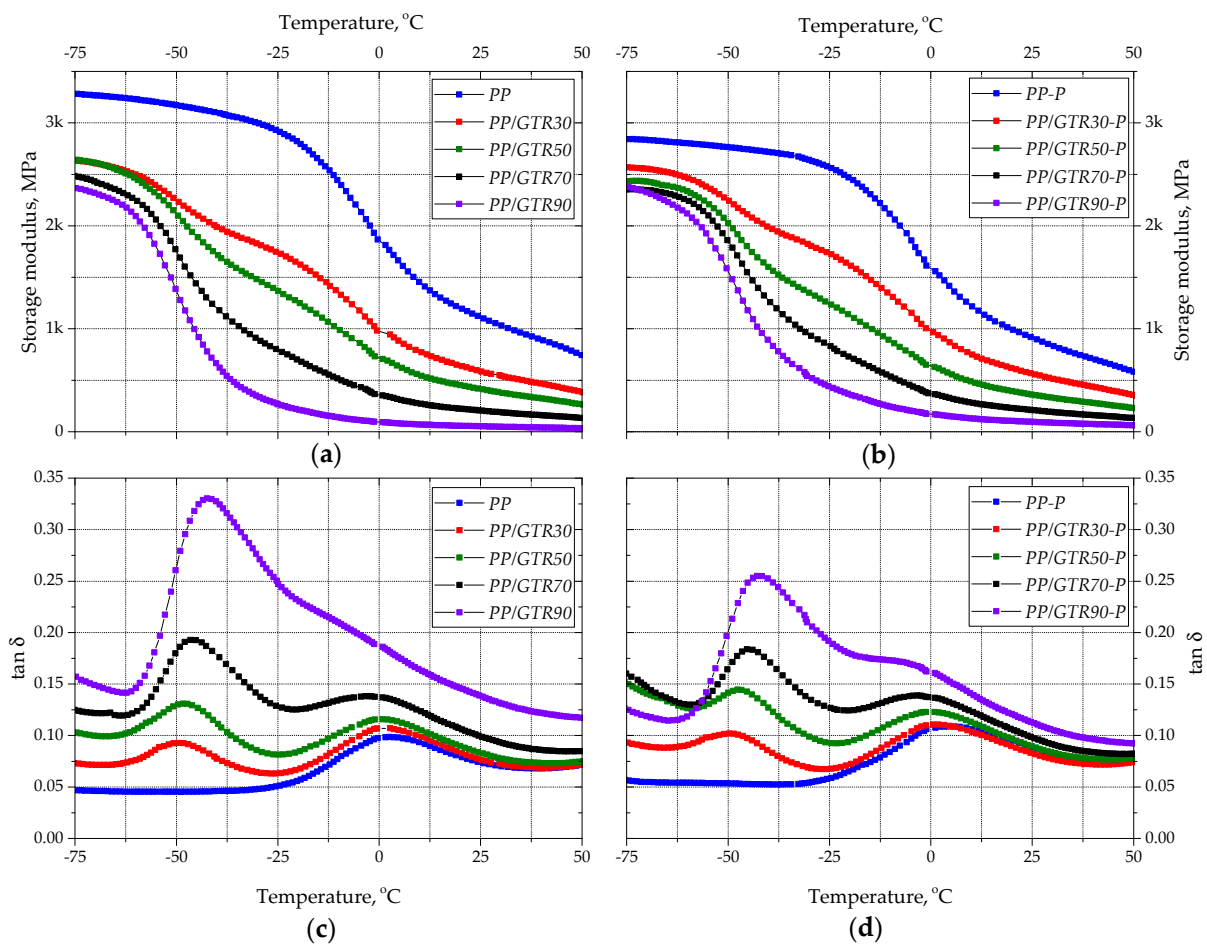 Temperature, °C
-75 -50 -25 0 25 50
3k
2k
1k
0
Storage modulus, MPa
PP
PP/GTR30
PP/GTR50
PP/GTR70
PP/GTR90
(a)
Temperature, °C
-75 -50 -25 0 25 50
3k
2k
1k
0
Storage modulus, MPa
PP-P
PP/GTR30-P
PP/GTR50-P
PP/GTR70-P
PP/GTR90-P
(b)
0.35
0.30
0.25
0.20
0.15
0.10
0.05
0.00
tan δ
PP
PP/GTR30
PP/GTR50
PP/GTR70
PP/GTR90
-75 -50 -25 0 25 50
Temperature, °C
(c)
0.35
0.30
0.25
0.20
0.15
0.10
0.05
0.00
tan δ
PP-P
PP/GTR30-P
PP/GTR50-P
PP/GTR70-P
PP/GTR90-P
-75 -50 -25 0 25 50
Temperature, °C
(d)